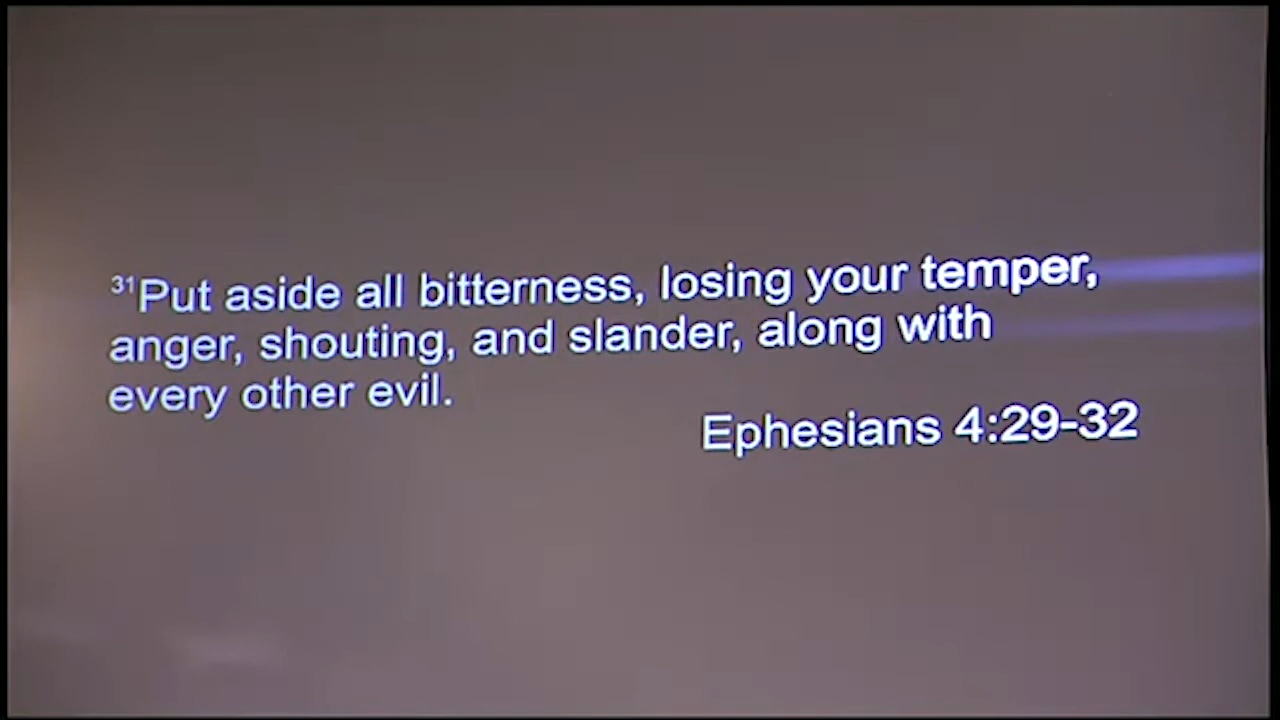 ³¹Put aside all bitterness, losing your temper,
anger, shouting, and slander, along with
every other evil.
Ephesians 4:29-32